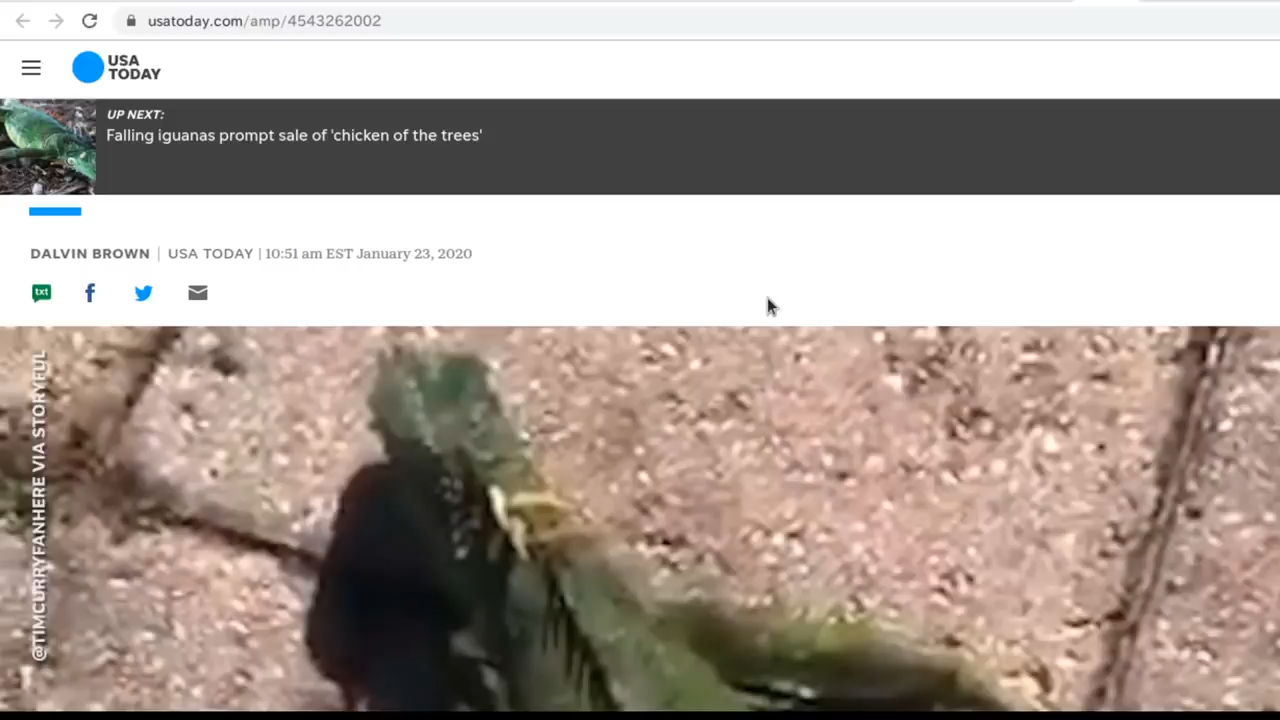 usatoday.com/amp/4543262002
USA
TODAY
UP NEXT:
Falling iguanas prompt sale of 'chicken of the trees'
DALVIN BROWN | USA TODAY | 10:51 am EST January 23, 2020
txt
@TIMCURRYFANHERE VIA STORYFUL